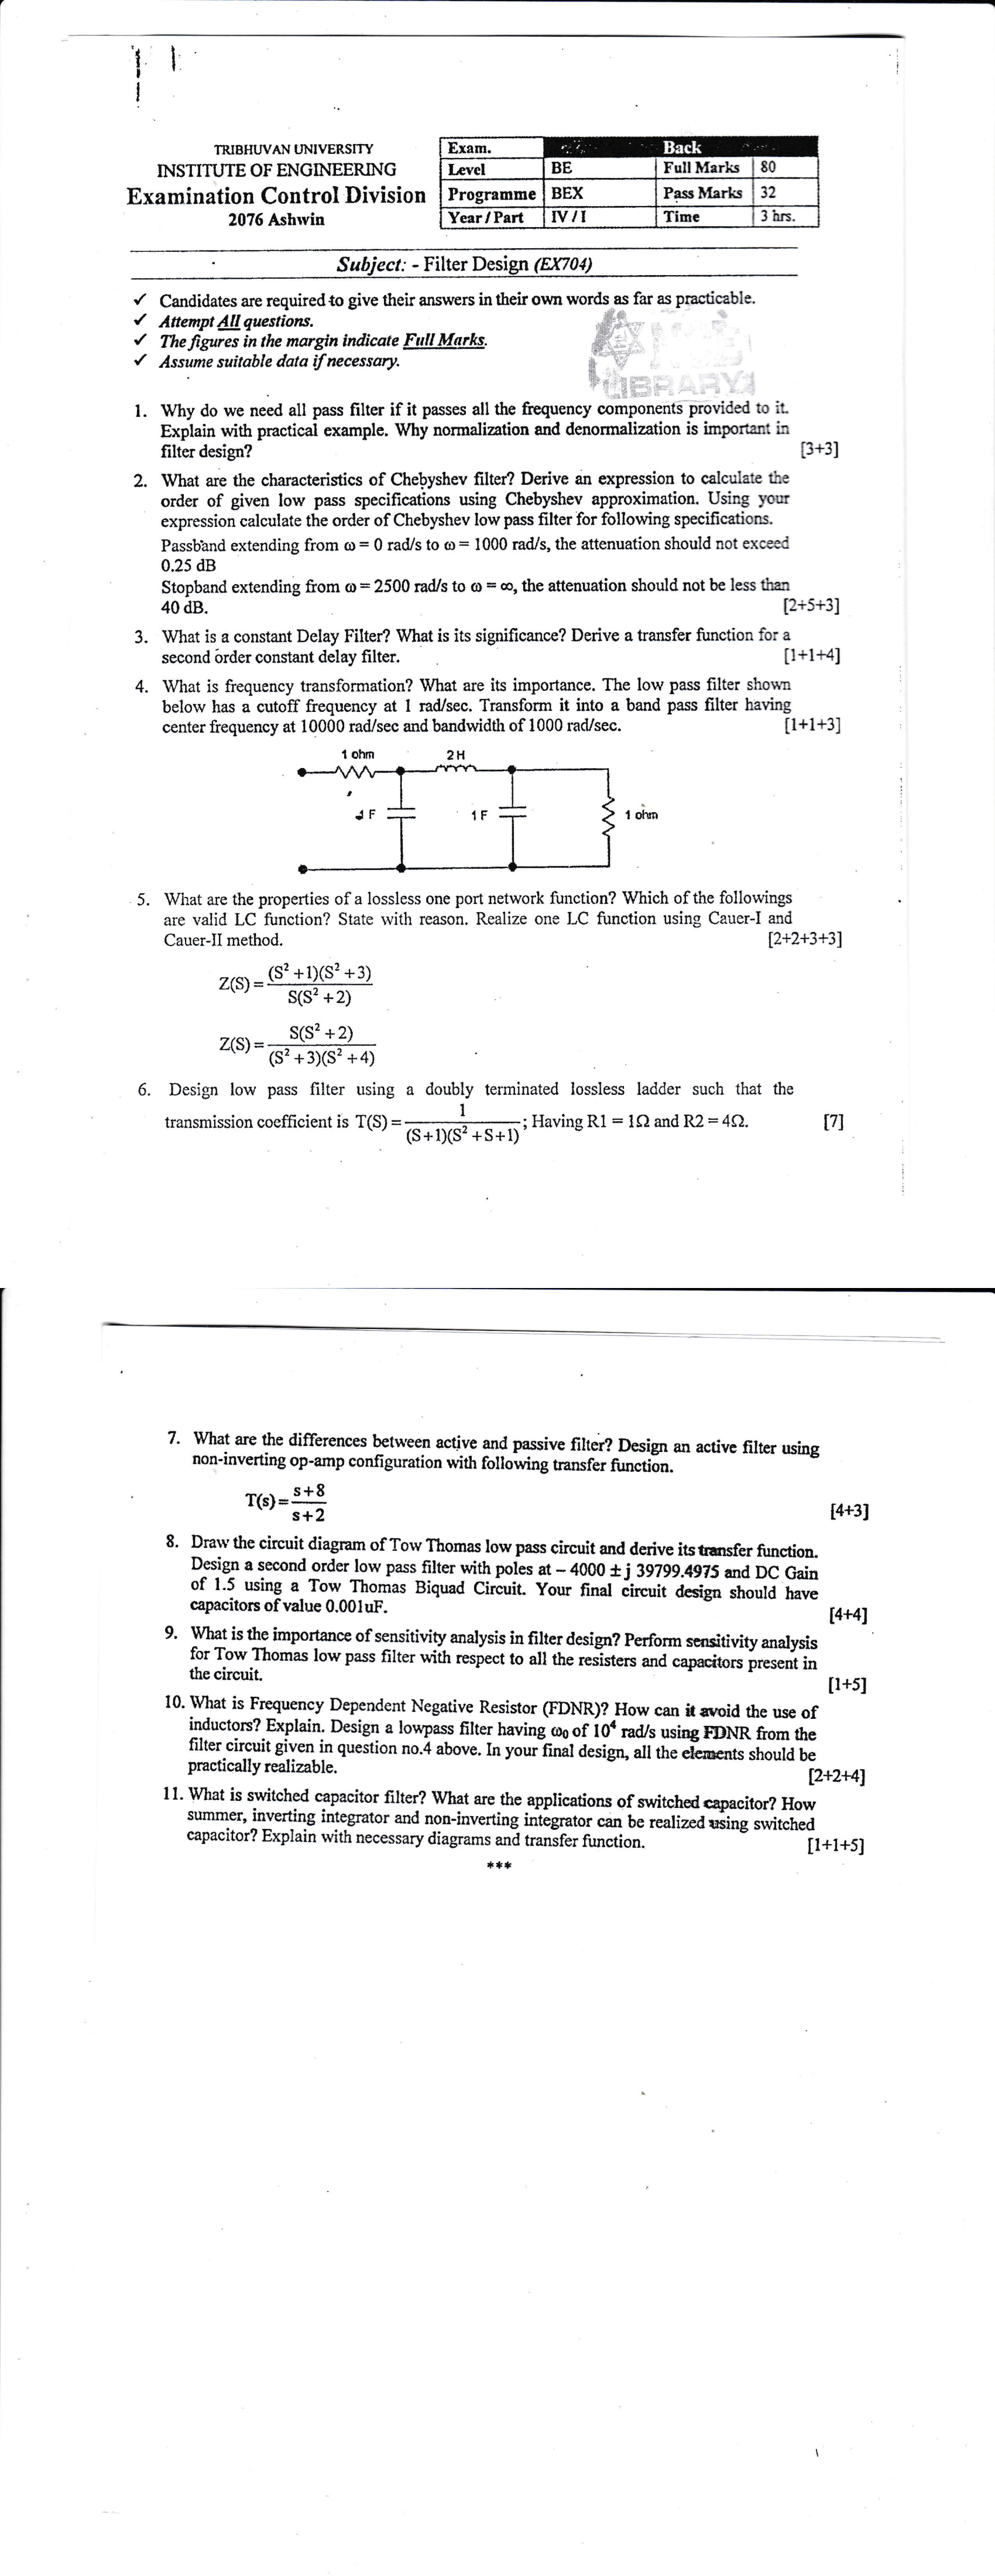 TRIBHUVAN UNIVERSITY
INSTITUTE OF ENGINEERING
Examination Control Division
2076 Ashwin
Exam. Back
Level BE Full Marks 80
Programme BEX Pass Marks 32
Year / Part IV / I Time 3 hrs.
Subject: - Filter Design (EX704)
✓ Candidates are required to give their answers in their own words as far as practicable.
✓ Attempt All questions.
✓ The figures in the margin indicate Full Marks.
✓ Assume suitable data if necessary.
LIBRARY
1. Why do we need all pass filter if it passes all the frequency components provided to it.
Explain with practical example. Why normalization and denormalization is important in
filter design? [3+3]
2. What are the characteristics of Chebyshev filter? Derive an expression to calculate the
order of given low pass specifications using Chebyshev approximation. Using your
expression calculate the order of Chebyshev low pass filter for following specifications.
Passband extending from ω = 0 rad/s to ω = 1000 rad/s, the attenuation should not exceed
0.25 dB
Stopband extending from ω = 2500 rad/s to ω = ∞, the attenuation should not be less than
40 dB. [2+5+3]
3. What is a constant Delay Filter? What is its significance? Derive a transfer function for a
second order constant delay filter. [1+1+4]
4. What is frequency transformation? What are its importance. The low pass filter shown
below has a cutoff frequency at 1 rad/sec. Transform it into a band pass filter having
center frequency at 10000 rad/sec and bandwidth of 1000 rad/sec. [1+1+3]
1 ohm 2 H
1 F 1 F 1 ohm
5. What are the properties of a lossless one port network function? Which of the followings
are valid LC function? State with reason. Realize one LC function using Cauer-I and
Cauer-II method. [2+2+3+3]
Z(S) = (S² +1)(S² +3) / S(S² +2)
Z(S) = S(S² +2) / (S² +3)(S² +4)
6. Design low pass filter using a doubly terminated lossless ladder such that the
transmission coefficient is T(S) = 1 / (S+1)(S² +S+1) ; Having R1 = 1Ω and R2 = 4Ω. [7]
7. What are the differences between active and passive filter? Design an active filter using
non-inverting op-amp configuration with following transfer function.
T(s) = s+8 / s+2 [4+3]
8. Draw the circuit diagram of Tow Thomas low pass circuit and derive its transfer function.
Design a second order low pass filter with poles at – 4000 ± j 39799.4975 and DC Gain
of 1.5 using a Tow Thomas Biquad Circuit. Your final circuit design should have
capacitors of value 0.001uF. [4+4]
9. What is the importance of sensitivity analysis in filter design? Perform sensitivity analysis
for Tow Thomas low pass filter with respect to all the resisters and capacitors present in
the circuit. [1+5]
10. What is Frequency Dependent Negative Resistor (FDNR)? How can it avoid the use of
inductors? Explain. Design a lowpass filter having ω₀ of 10⁴ rad/s using FDNR from the
filter circuit given in question no.4 above. In your final design, all the elements should be
practically realizable. [2+2+4]
11. What is switched capacitor filter? What are the applications of switched capacitor? How
summer, inverting integrator and non-inverting integrator can be realized using switched
capacitor? Explain with necessary diagrams and transfer function. [1+1+5]
***